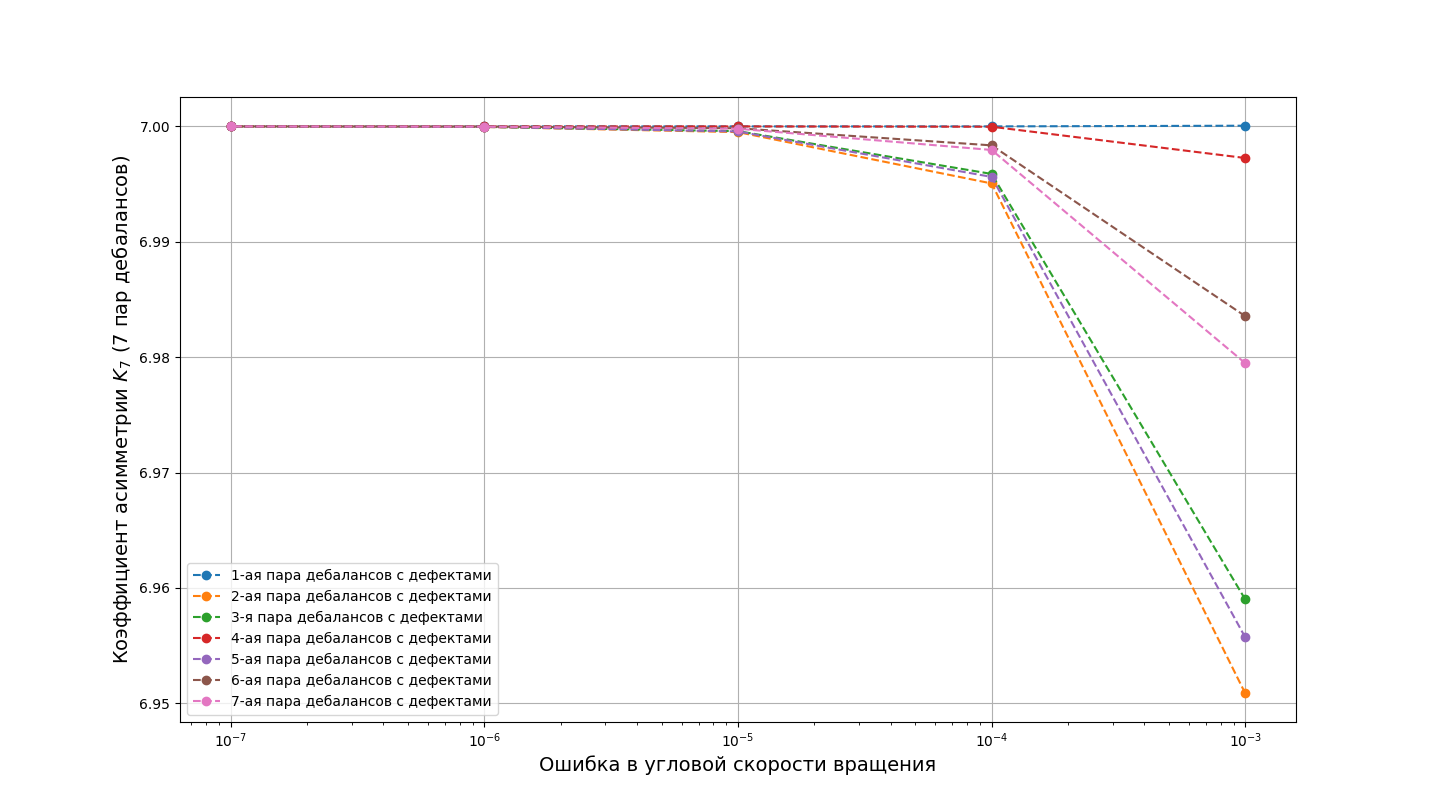 Коэффициент асимметрии K₇ (7 пар дебалансов)
7.00
6.99
6.98
6.97
6.96
6.95
1-ая пара дебалансов с дефектами
2-ая пара дебалансов с дефектами
3-я пара дебалансов с дефектами
4-ая пара дебалансов с дефектами
5-ая пара дебалансов с дефектами
6-ая пара дебалансов с дефектами
7-ая пара дебалансов с дефектами
10⁻⁷ 10⁻⁶ 10⁻⁵ 10⁻⁴ 10⁻³
Ошибка в угловой скорости вращения